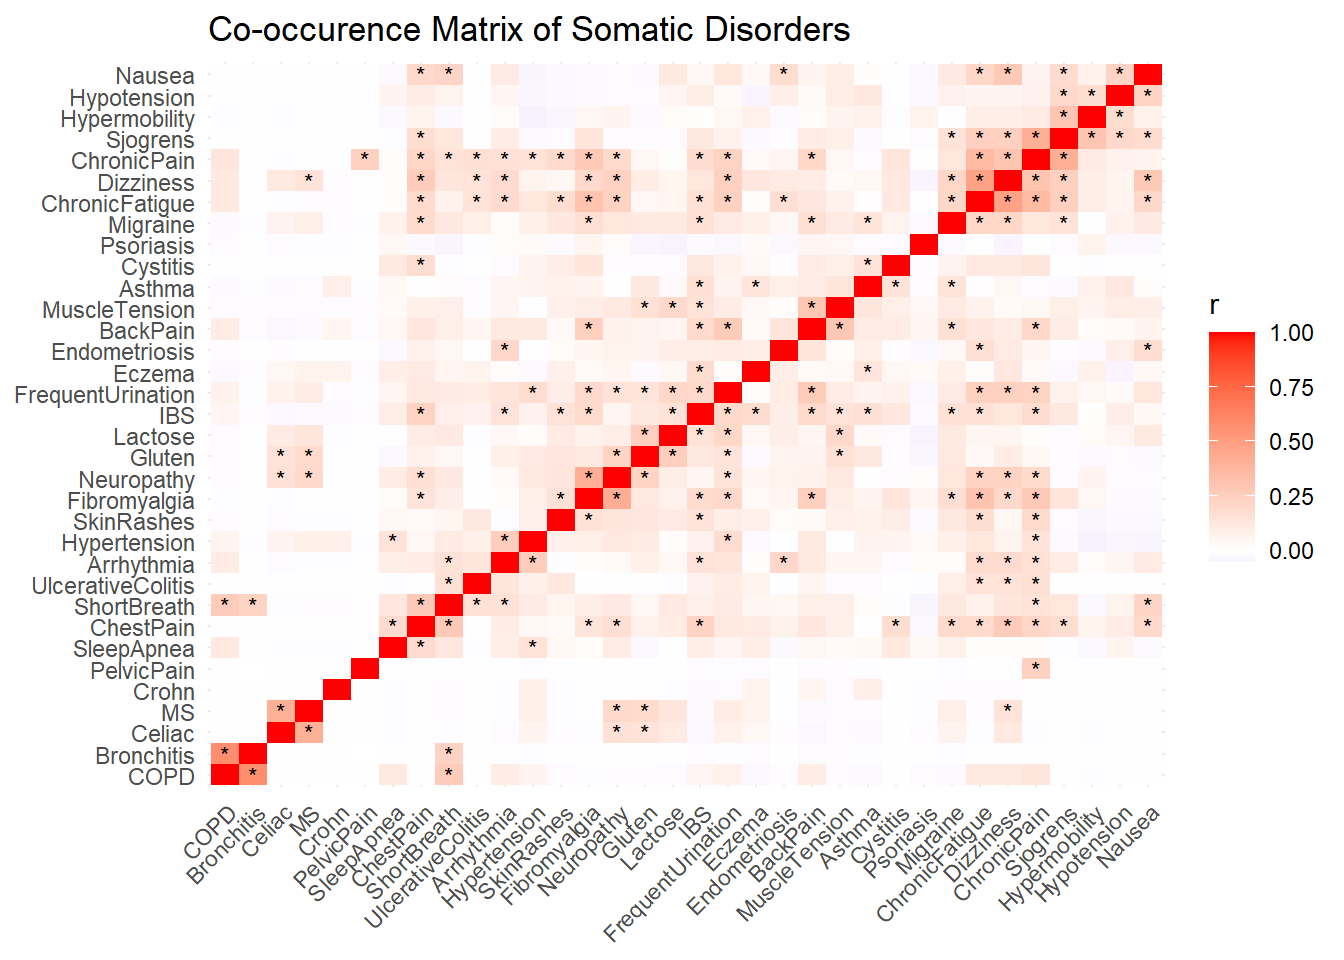 Co-occurence Matrix of Somatic Disorders
Nausea
Hypotension
Hypermobility
Sjogrens
ChronicPain
Dizziness
ChronicFatigue
Migraine
Psoriasis
Cystitis
Asthma
MuscleTension
BackPain
Endometriosis
Eczema
FrequentUrination
IBS
Lactose
Gluten
Neuropathy
Fibromyalgia
SkinRashes
Hypertension
Arrhythmia
UlcerativeColitis
ShortBreath
ChestPain
SleepApnea
PelvicPain
Crohn
MS
Celiac
Bronchitis
COPD
COPD
Bronchitis
Celiac
MS
Crohn
PelvicPain
SleepApnea
ChestPain
ShortBreath
UlcerativeColitis
Arrhythmia
Hypertension
SkinRashes
Fibromyalgia
Neuropathy
Gluten
Lactose
IBS
FrequentUrination
Eczema
Endometriosis
BackPain
MuscleTension
Asthma
Cystitis
Psoriasis
Migraine
ChronicFatigue
Dizziness
ChronicPain
Sjogrens
Hypermobility
Hypotension
Nausea
r
1.00
0.75
0.50
0.25
0.00